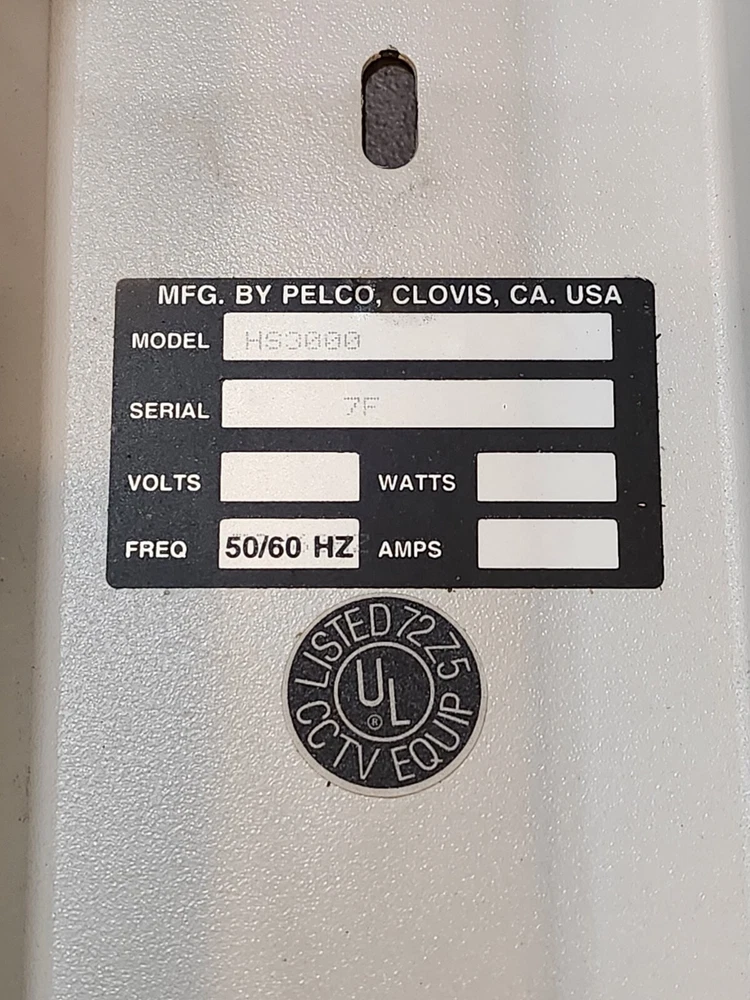 MFG. BY PELCO, CLOVIS, CA. USA
MODEL HS3000
SERIAL 7F
VOLTS WATTS
FREQ 50/60 HZ AMPS
LISTED 72Z5
UL
®
CCTV EQUIP